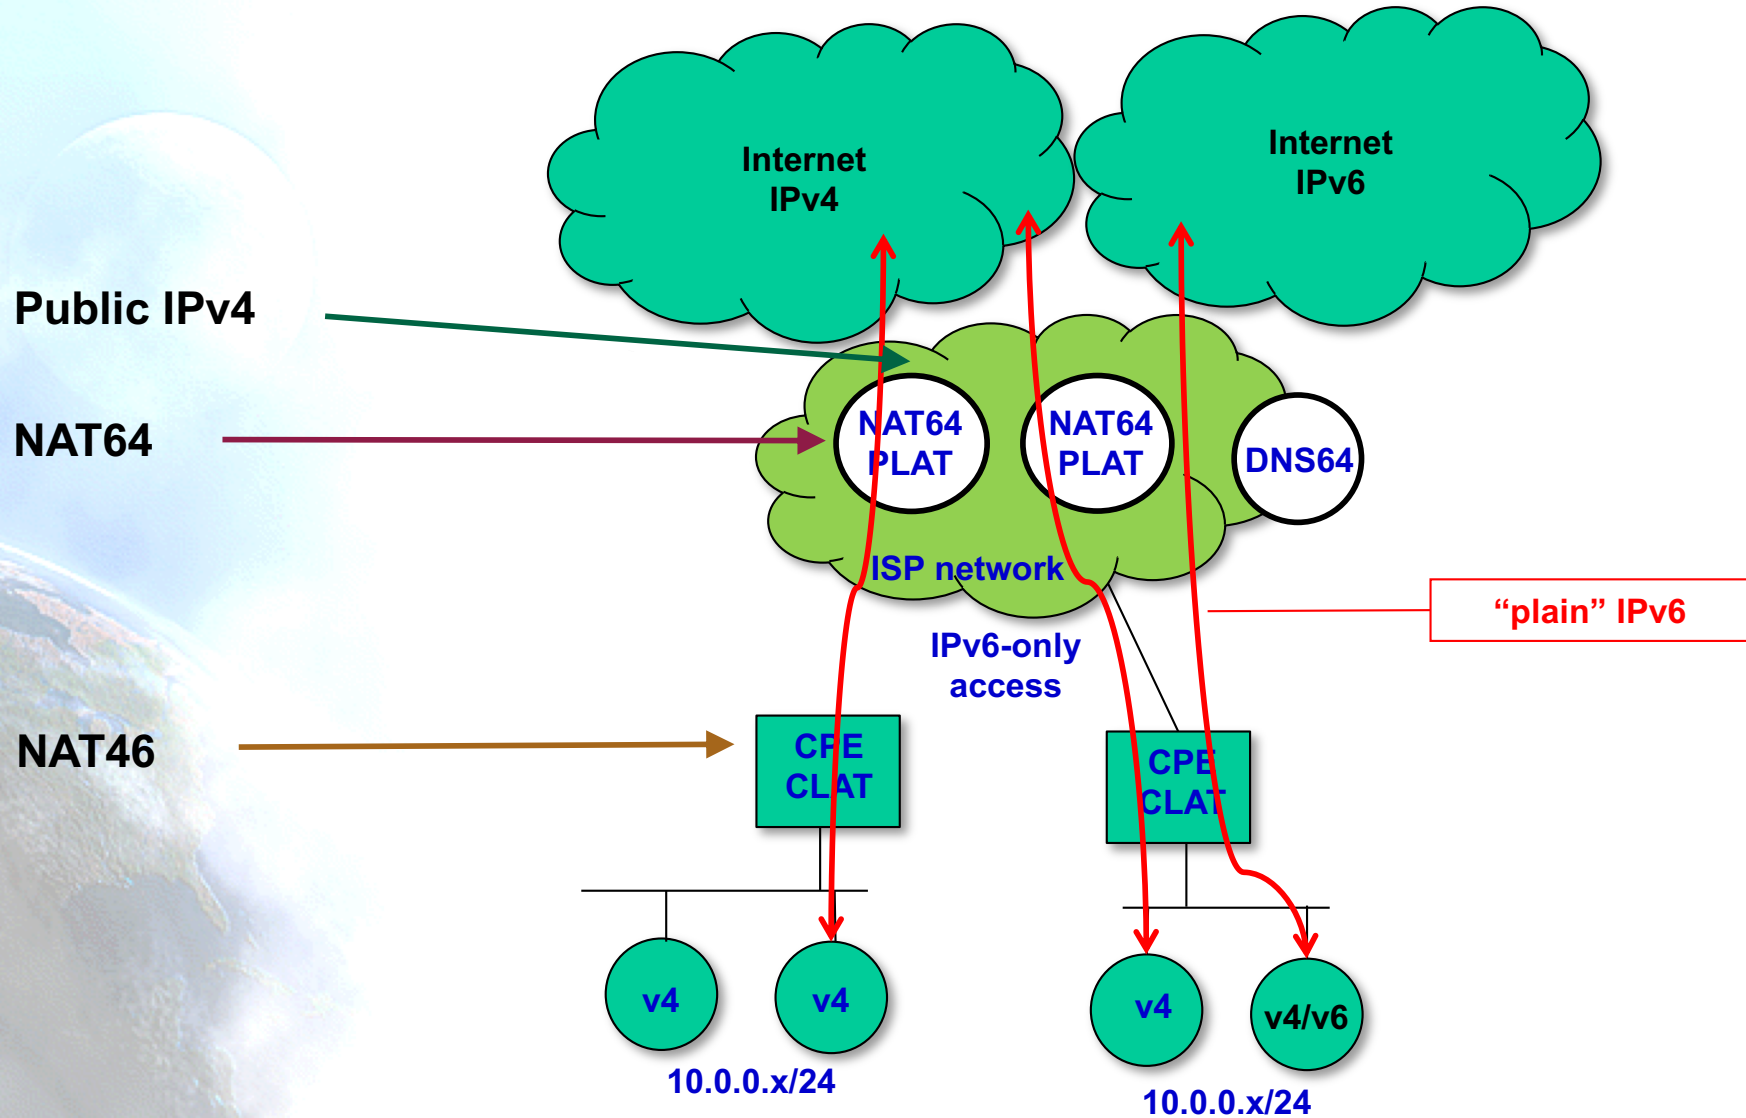 Internet
IPv4
Internet
IPv6
Public IPv4
NAT64
NAT64
PLAT
NAT64
PLAT
DNS64
ISP network
“plain” IPv6
IPv6-only
access
NAT46
CPE
CLAT
CPE
CLAT
v4
v4
v4
v4/v6
10.0.0.x/24
10.0.0.x/24